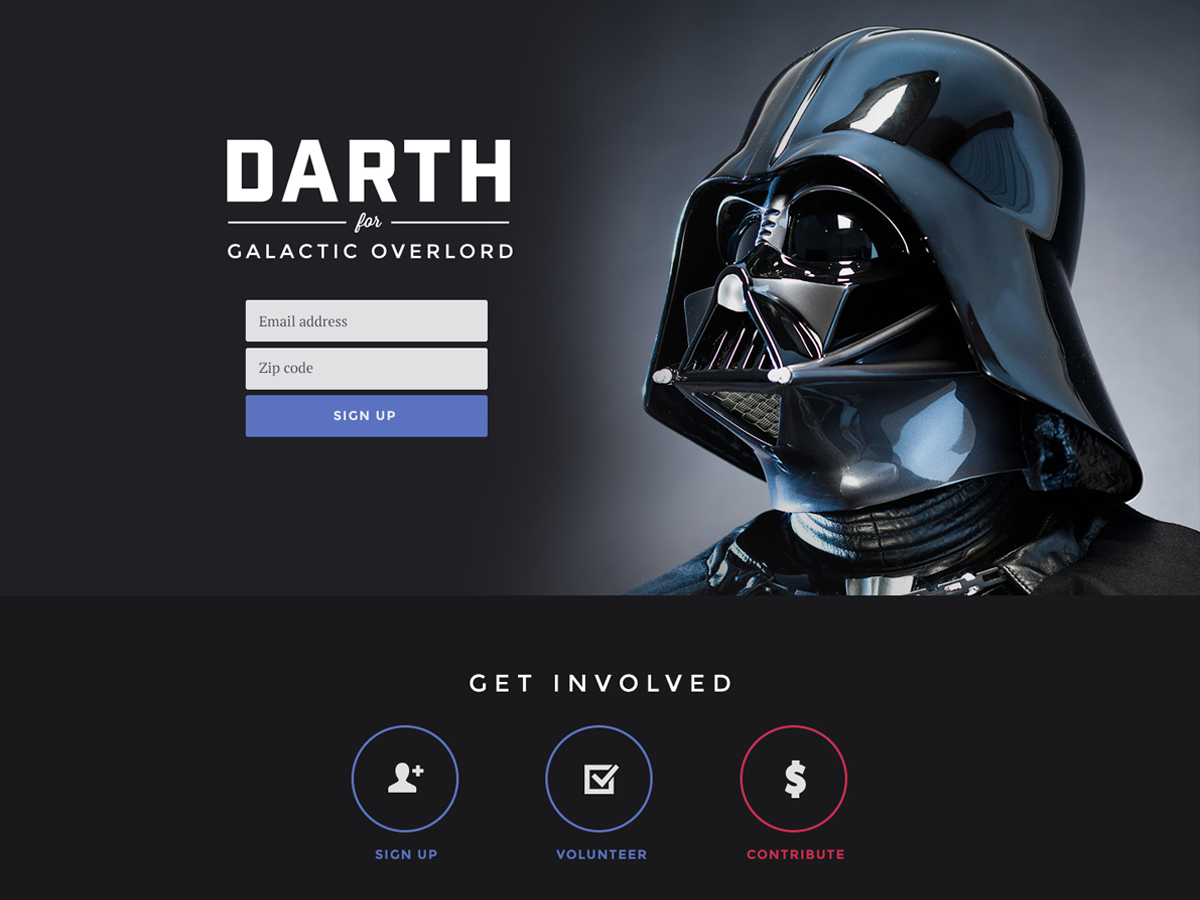 DARTH
for
GALACTIC OVERLORD
Email address
Zip code
SIGN UP
GET INVOLVED
$
SIGN UP
VOLUNTEER
CONTRIBUTE